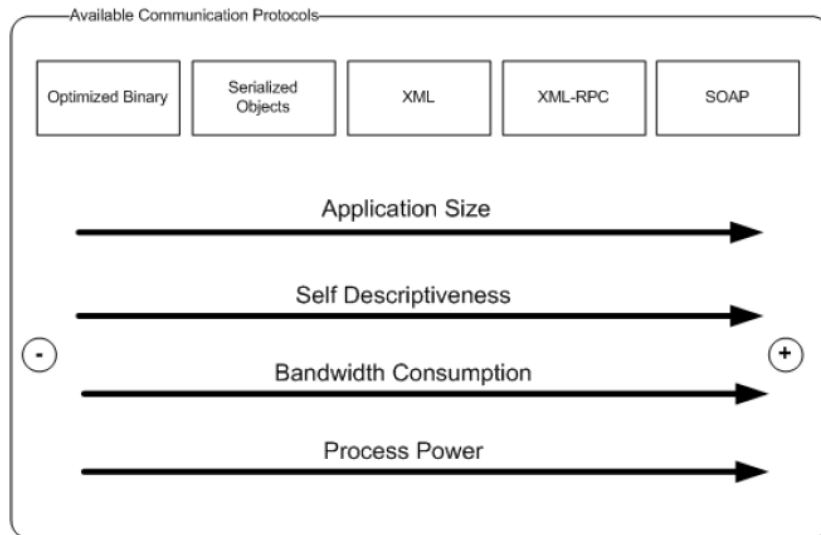 Available Communication Protocols
Optimized Binary
Serialized
Objects
XML
XML-RPC
SOAP
Application Size
Self Descriptiveness
-
+
Bandwidth Consumption
Process Power